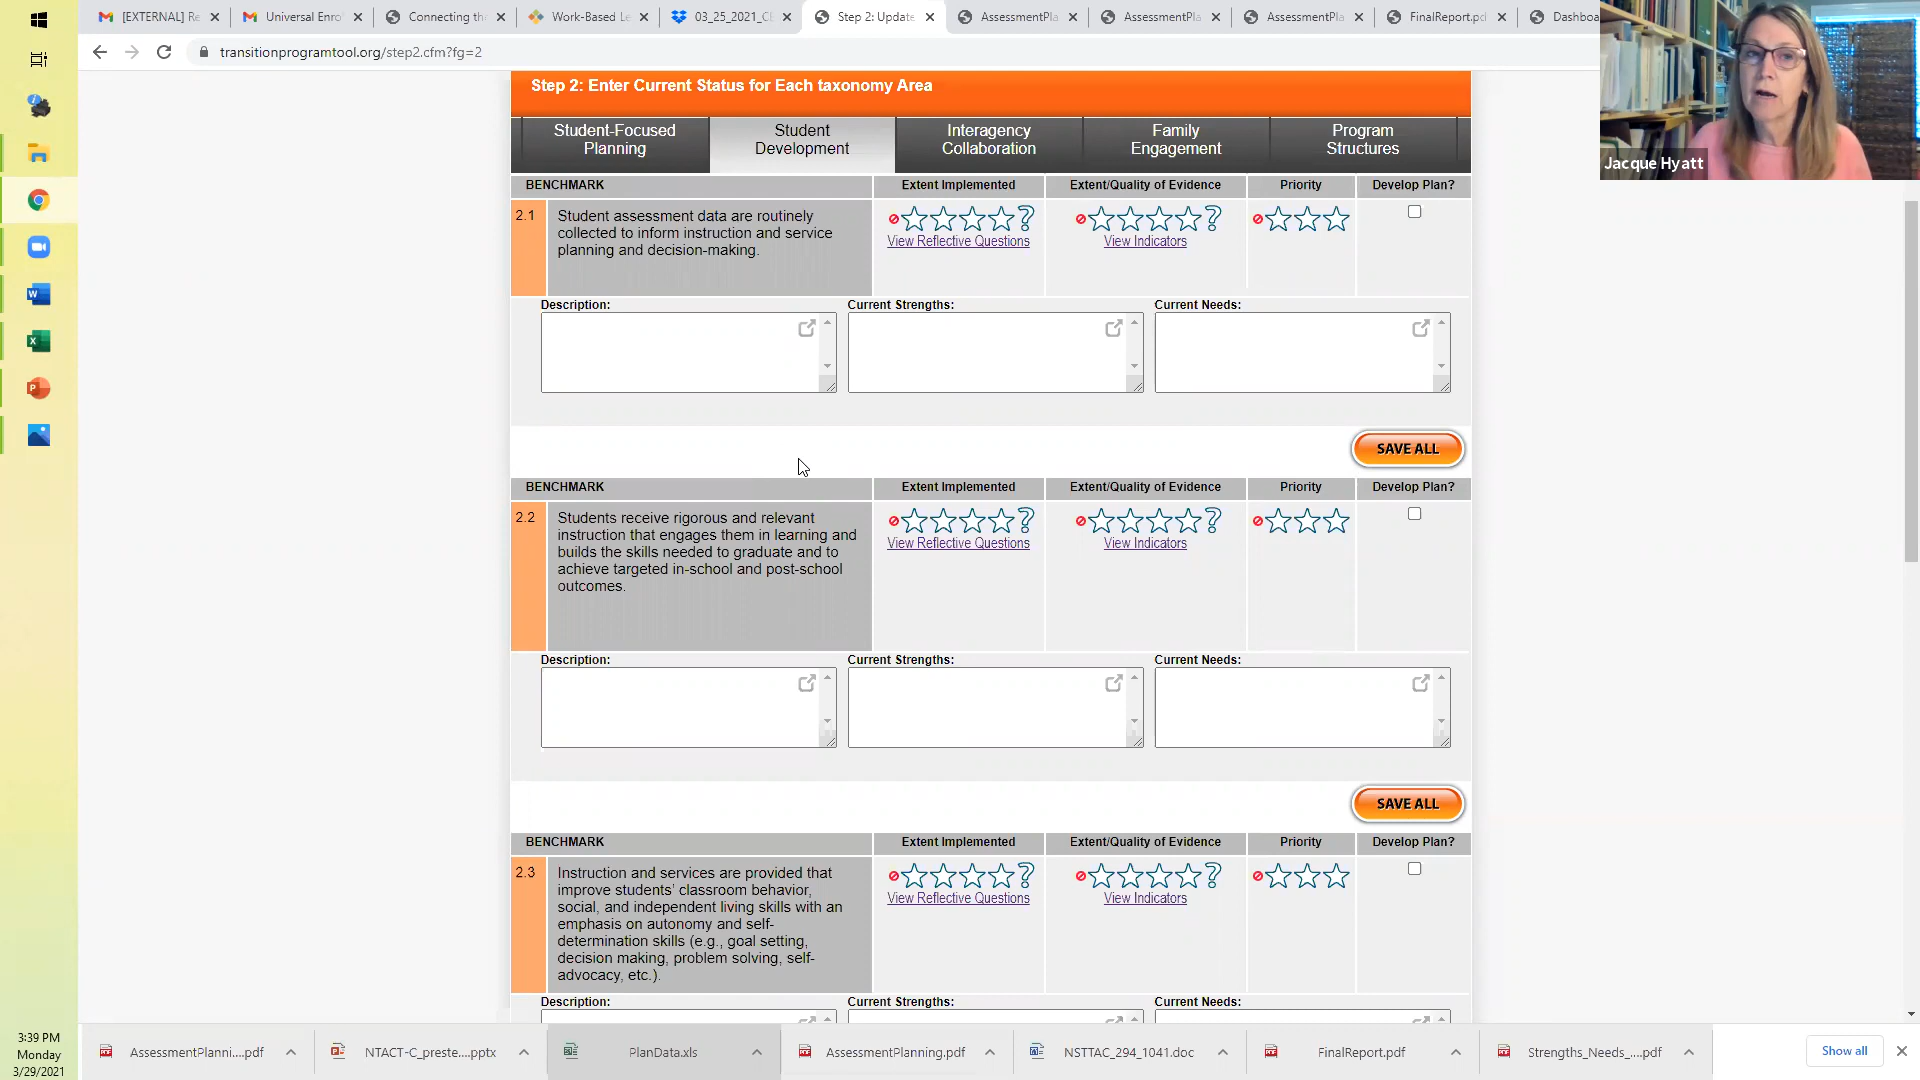 [EXTERNAL] Re
Universal Enro
Connecting th
Work-Based Le
03_25_2021_C
Step 2: Update
AssessmentPla
AssessmentPla
AssessmentPla
FinalReport.pd
Dashboa
transitionprogramtool.org/step2.cfm?fg=2
Jacque Hyatt
Step 2: Enter Current Status for Each taxonomy Area
Student-Focused Planning
Student Development
Interagency Collaboration
Family Engagement
Program Structures
BENCHMARK Extent Implemented Extent/Quality of Evidence Priority Develop Plan?
2.1 Student assessment data are routinely
collected to inform instruction and service
planning and decision-making.
View Reflective Questions View Indicators
Description: Current Strengths: Current Needs:
SAVE ALL
BENCHMARK Extent Implemented Extent/Quality of Evidence Priority Develop Plan?
2.2 Students receive rigorous and relevant
instruction that engages them in learning and
builds the skills needed to graduate and to
achieve targeted in-school and post-school
outcomes.
View Reflective Questions View Indicators
Description: Current Strengths: Current Needs:
SAVE ALL
BENCHMARK Extent Implemented Extent/Quality of Evidence Priority Develop Plan?
2.3 Instruction and services are provided that
improve students' classroom behavior,
social, and independent living skills with an
emphasis on autonomy and self-
determination skills (e.g., goal setting,
decision making, problem solving, self-
advocacy, etc.).
View Reflective Questions View Indicators
Description: Current Strengths: Current Needs:
3:39 PM
Monday
3/29/2021
AssessmentPlanni....pdf
NTACT-C_preste....pptx
PlanData.xls
AssessmentPlanning.pdf
NSTTAC_294_1041.doc
FinalReport.pdf
Strengths_Needs_....pdf
Show all